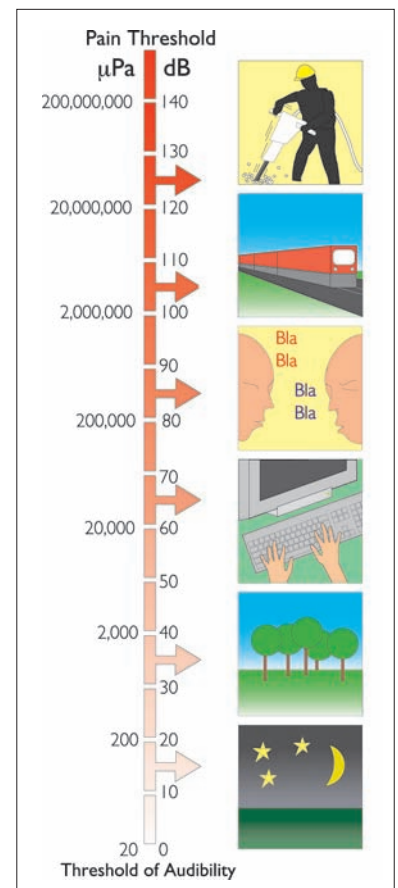 Pain Threshold
μPa dB
200,000,000 140
130
20,000,000 120
110
2,000,000 100
90
Bla
Bla
Bla
Bla
200,000 80
70
20,000 60
50
2,000 40
30
200 20
10
20 0
Threshold of Audibility